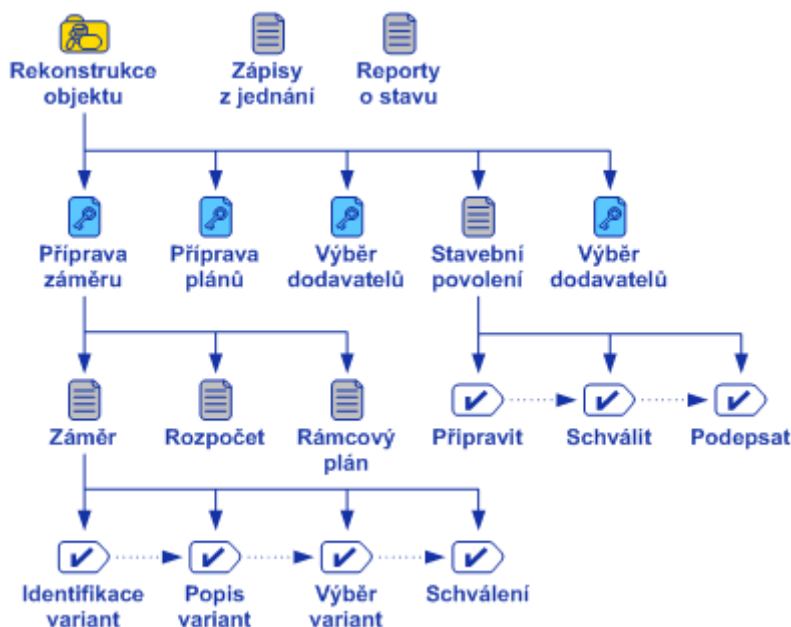 Rekonstrukce
objektu
Zápisy
z jednání
Reporty
o stavu
Příprava
záměru
Příprava
plánů
Výběr
dodavatelů
Stavební
povolení
Výběr
dodavatelů
Záměr
Rozpočet
Rámcový
plán
Připravit
Schválit
Podepsat
Identifikace
variant
Popis
variant
Výběr
variant
Schválení